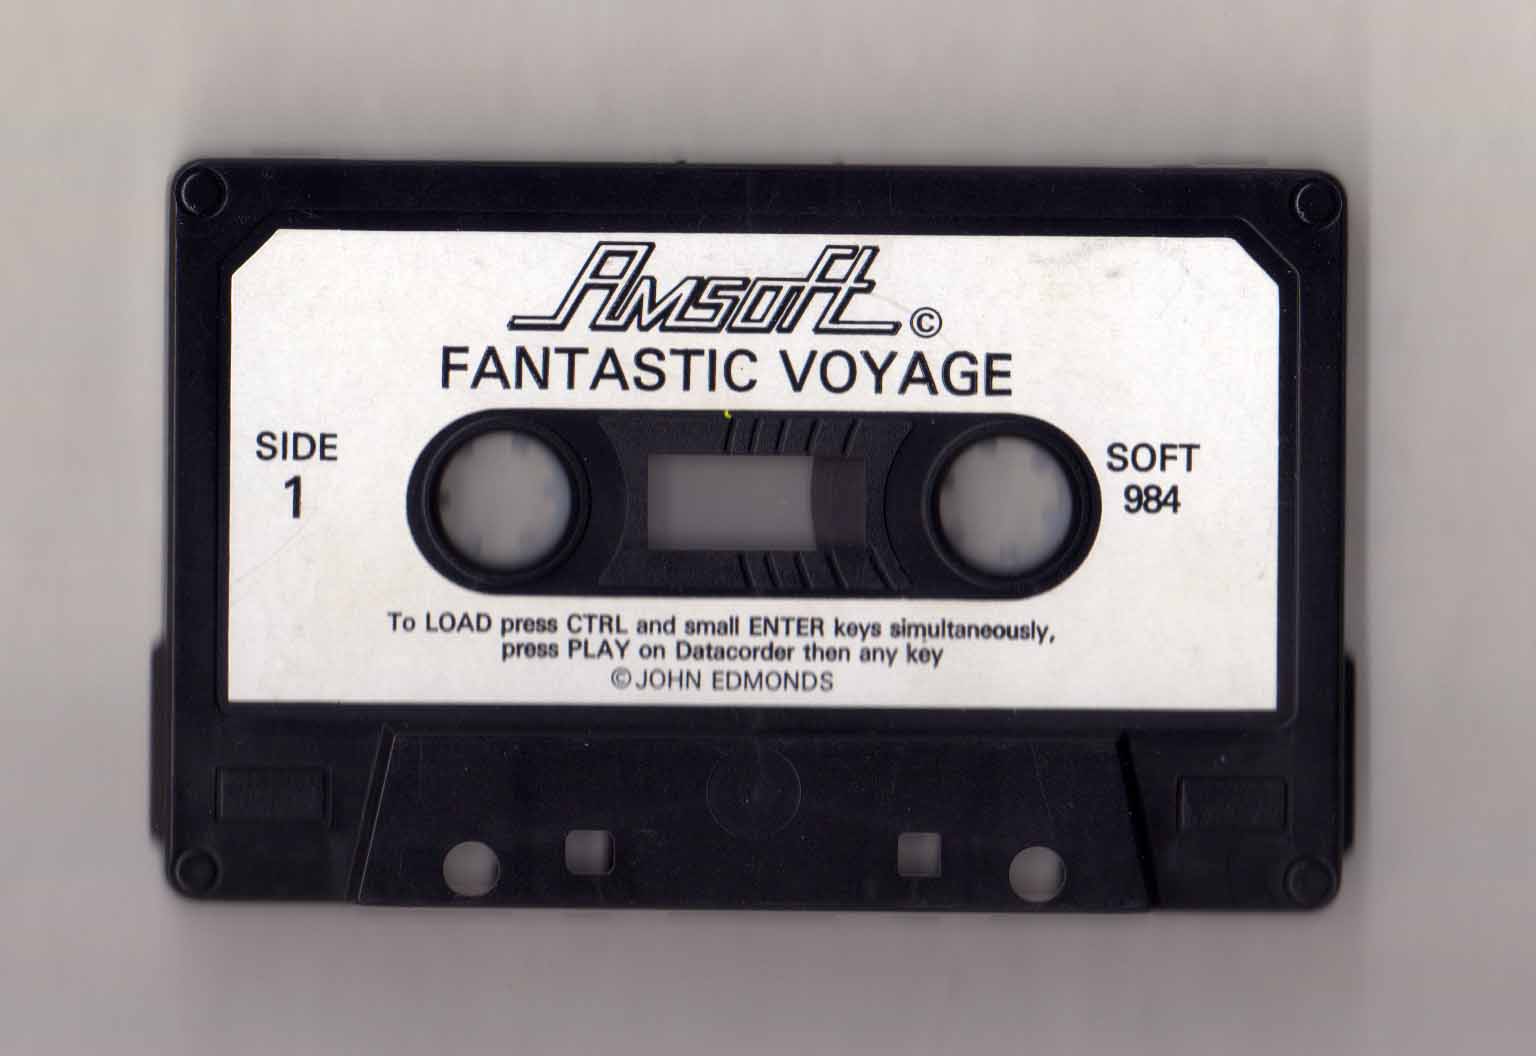 Amsoft ©
FANTASTIC VOYAGE
SIDE
1
SOFT
984
To LOAD press CTRL and small ENTER keys simultaneously,
press PLAY on Datacorder then any key
©JOHN EDMONDS